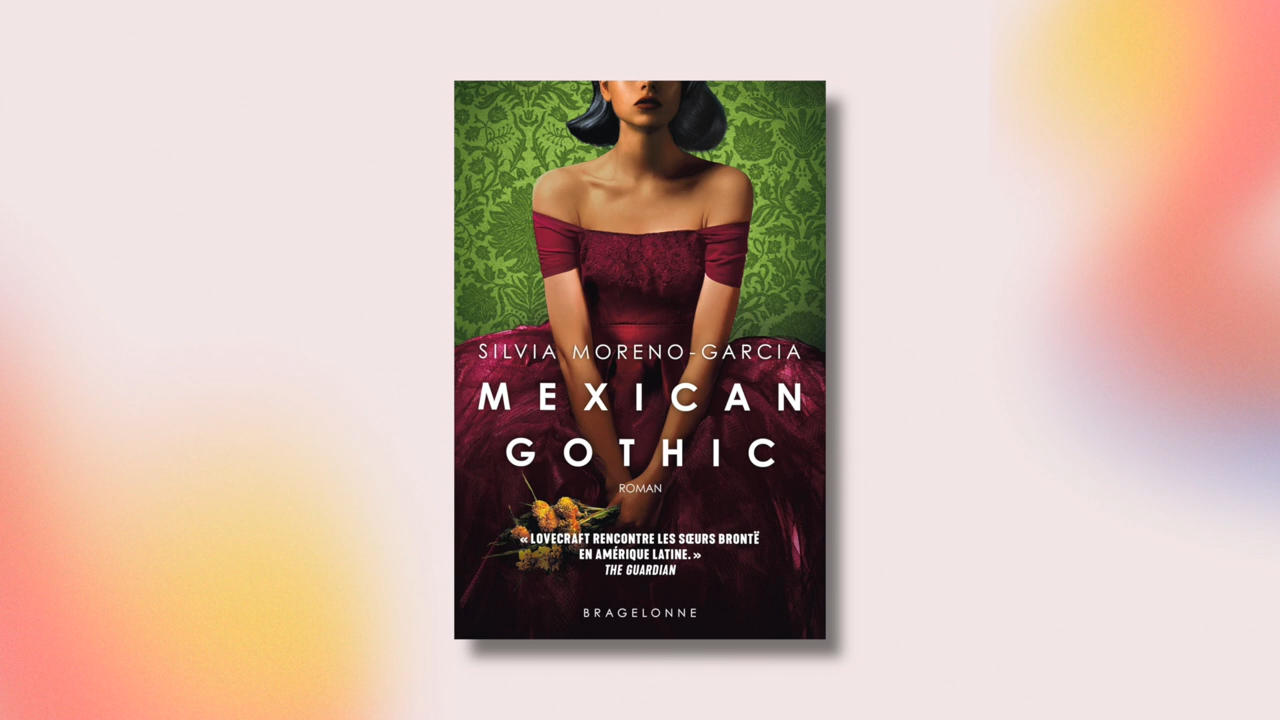 SILVIA MORENO-GARCIA
MEXICAN
GOTHIC
ROMAN
« LOVECRAFT RENCONTRE LES SŒURS BRONTË
EN AMÉRIQUE LATINE. »
THE GUARDIAN
BRAGELONNE